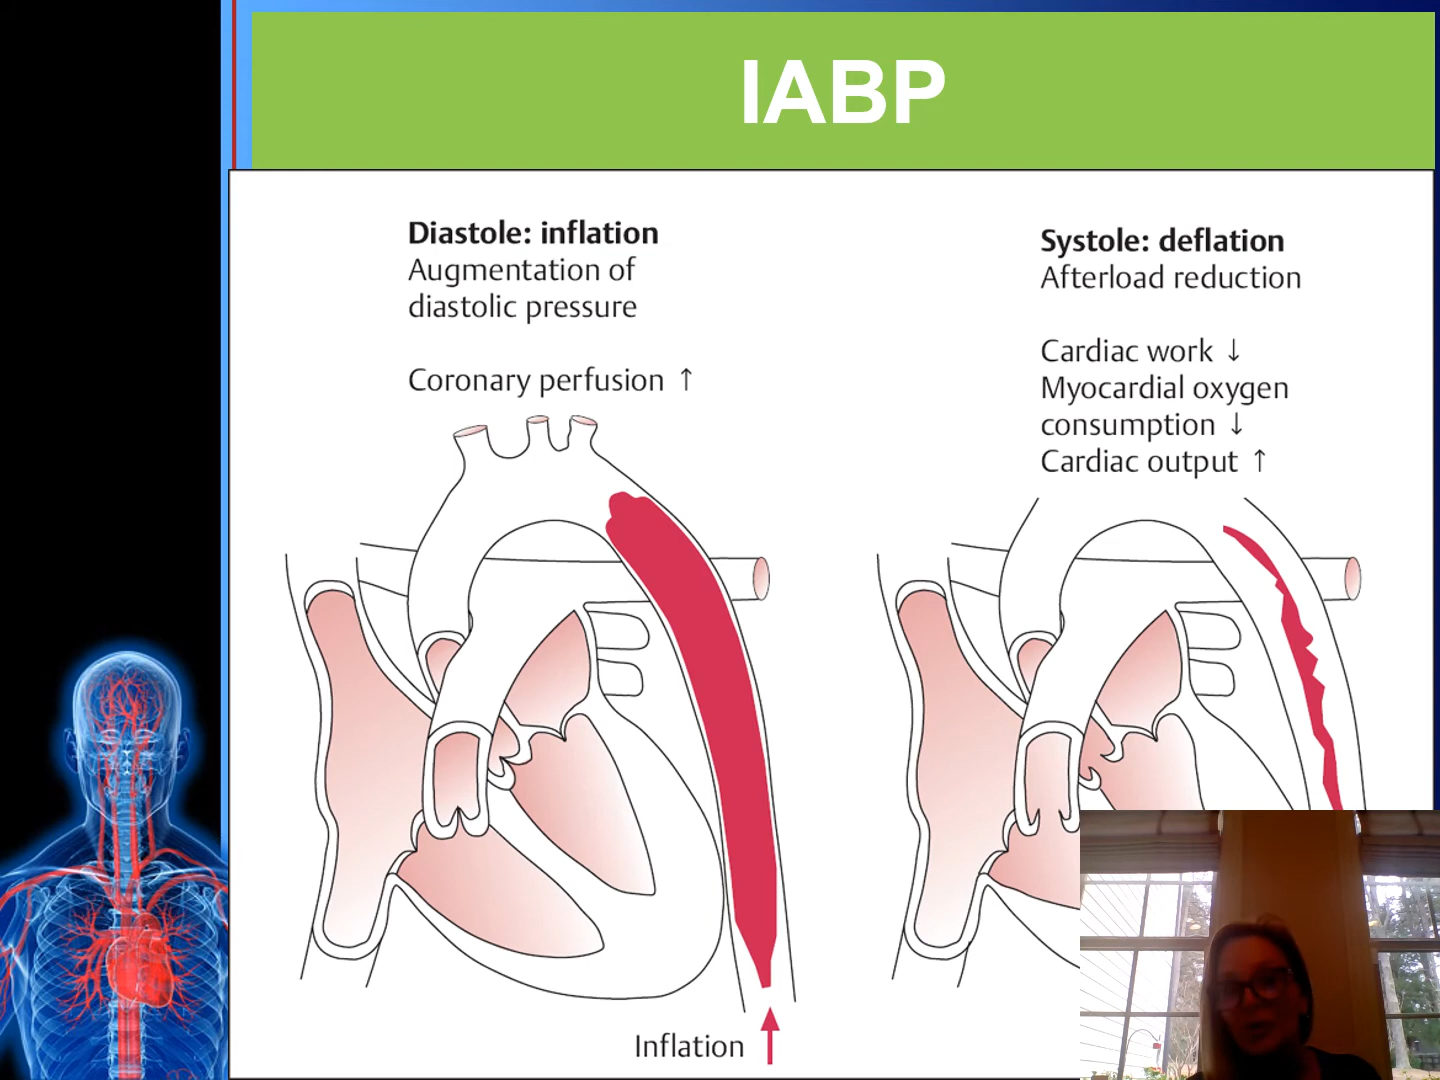 IABP
Diastole: inflation
Augmentation of
diastolic pressure
Coronary perfusion ↑
Systole: deflation
Afterload reduction
Cardiac work ↓
Myocardial oxygen
consumption ↓
Cardiac output ↑
Inflation